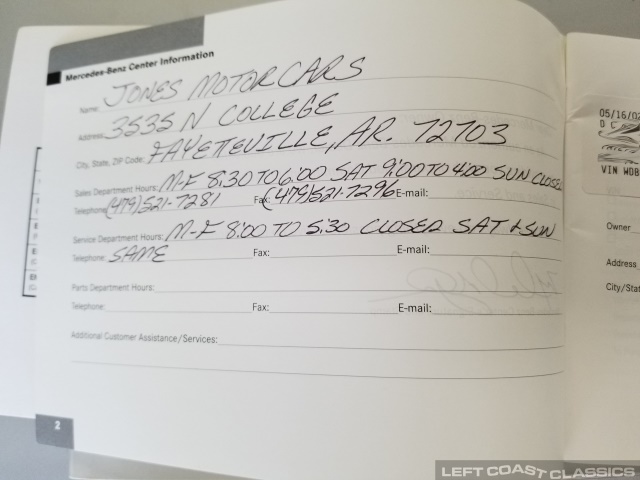 Mercedes-Benz Center Information
Name: JONES MOTORCARS
Address: 3535 N COLLEGE
City, State, ZIP Code: FAYETTEVILLE, AR. 72703
Sales Department Hours: M-F 8:30 TO 6:00 SAT 9:00 TO 4:00 SUN CLOSED
Telephone: (479)521-7281 Fax: (479)521-7296 E-mail:
Service Department Hours: M-F 8:00 TO 5:30 CLOSED SAT & SUN
Telephone: SAME Fax: E-mail:
Parts Department Hours:
Telephone: Fax: E-mail:
Additional Customer Assistance/Services:
2
05/16/02
D C
VIN WDB
Owner
Address
City/Stat
LEFT COAST CLASSICS